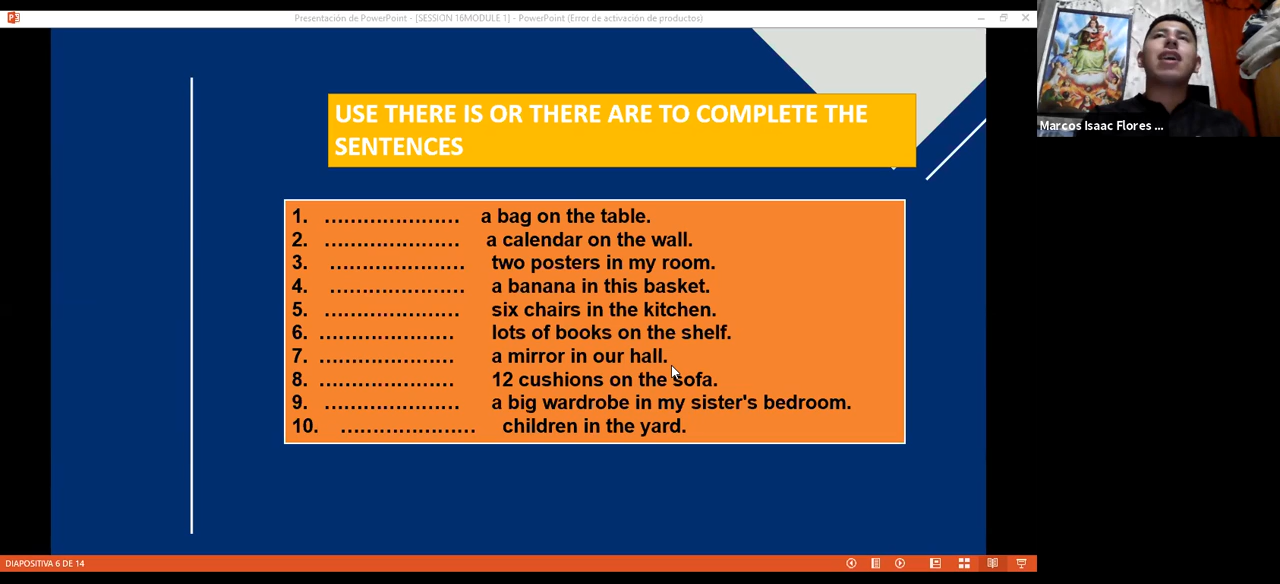 Presentación de PowerPoint - [SESSION 16MODULE 1] - PowerPoint (Error de activación de productos)
USE THERE IS OR THERE ARE TO COMPLETE THE
SENTENCES
1. ..................... a bag on the table.
2. ..................... a calendar on the wall.
3. ..................... two posters in my room.
4. ..................... a banana in this basket.
5. ..................... six chairs in the kitchen.
6. ..................... lots of books on the shelf.
7. ..................... a mirror in our hall.
8. ..................... 12 cushions on the sofa.
9. ..................... a big wardrobe in my sister's bedroom.
10. ..................... children in the yard.
Marcos Isaac Flores ...
DIAPOSITIVA 6 DE 14